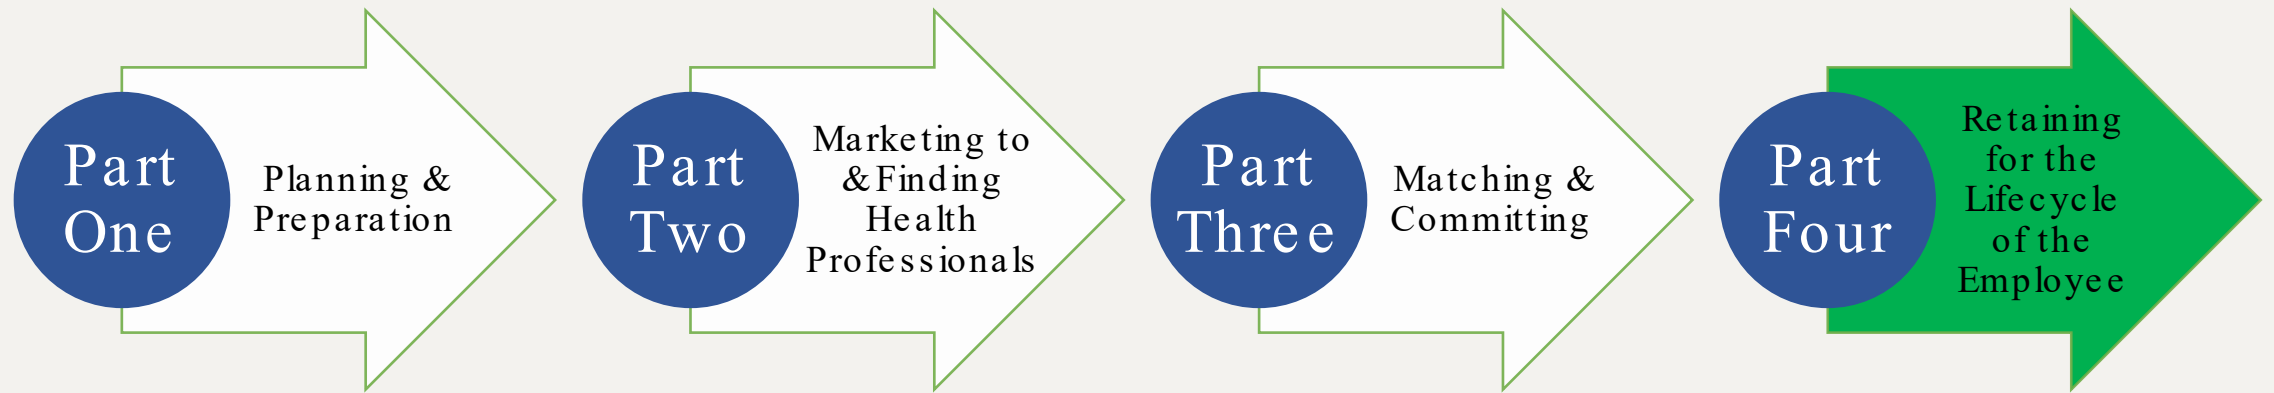 Part
One
Planning &
Preparation
Part
Two
Marketing to
& Finding
Health
Professionals
Part
Three
Matching &
Committing
Part
Four
Retaining
for the
Lifecycle
of the
Employee